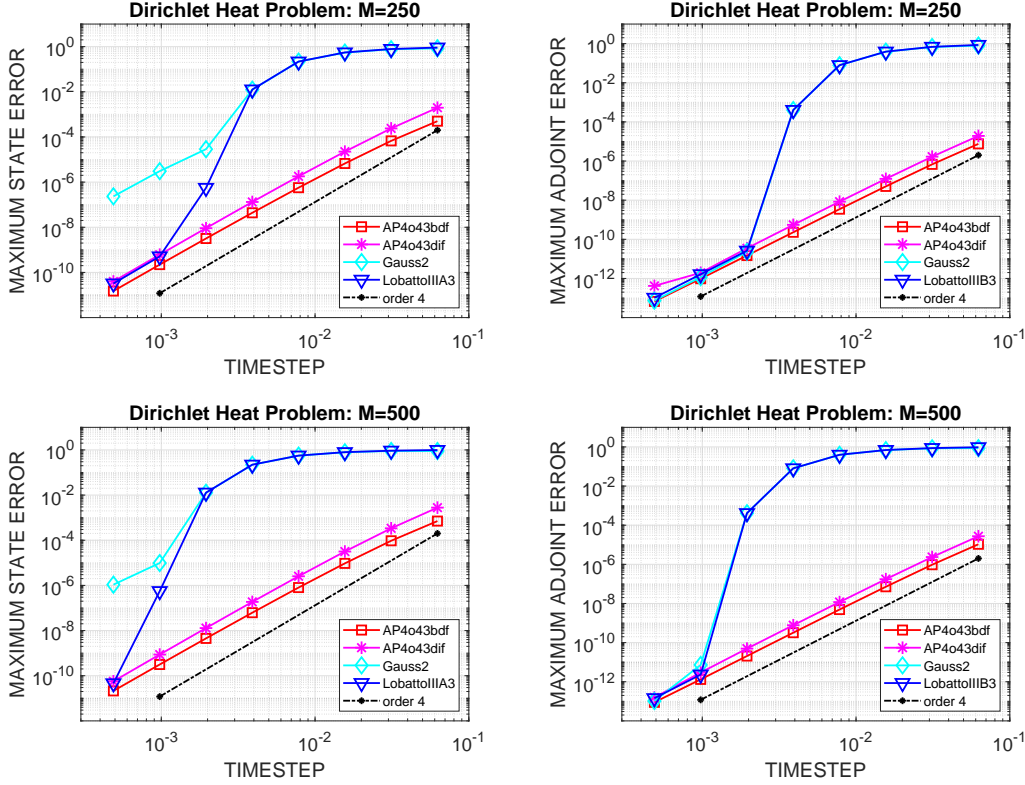 Dirichlet Heat Problem: M=250
MAXIMUM STATE ERROR
10^0
10^-2
10^-4
10^-6
10^-8
10^-10
AP4o43bdf
AP4o43dif
Gauss2
LobattoIIIA3
order 4
10^-3
10^-2
10^-1
TIMESTEP
Dirichlet Heat Problem: M=250
MAXIMUM ADJOINT ERROR
10^0
10^-2
10^-4
10^-6
10^-8
10^-10
10^-12
AP4o43bdf
AP4o43dif
Gauss2
LobattoIIIB3
order 4
10^-3
10^-2
10^-1
TIMESTEP
Dirichlet Heat Problem: M=500
MAXIMUM STATE ERROR
10^0
10^-2
10^-4
10^-6
10^-8
10^-10
AP4o43bdf
AP4o43dif
Gauss2
LobattoIIIA3
order 4
10^-3
10^-2
10^-1
TIMESTEP
Dirichlet Heat Problem: M=500
MAXIMUM ADJOINT ERROR
10^0
10^-2
10^-4
10^-6
10^-8
10^-10
10^-12
AP4o43bdf
AP4o43dif
Gauss2
LobattoIIIB3
order 4
10^-3
10^-2
10^-1
TIMESTEP